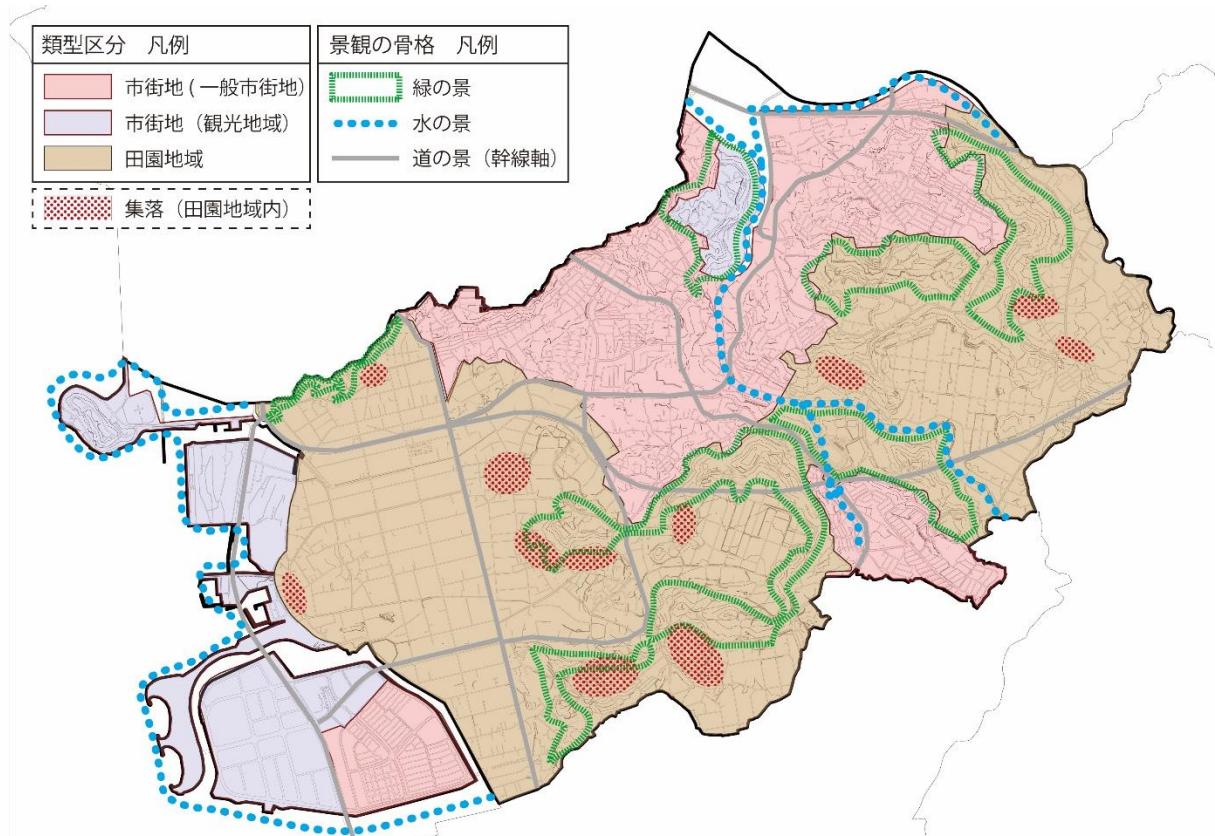 類型区分 凡例
市街地 ( 一般市街地)
市街地（観光地域）
田園地域
集落（田園地域内）
景観の骨格 凡例
緑の景
水の景
道の景（幹線軸）